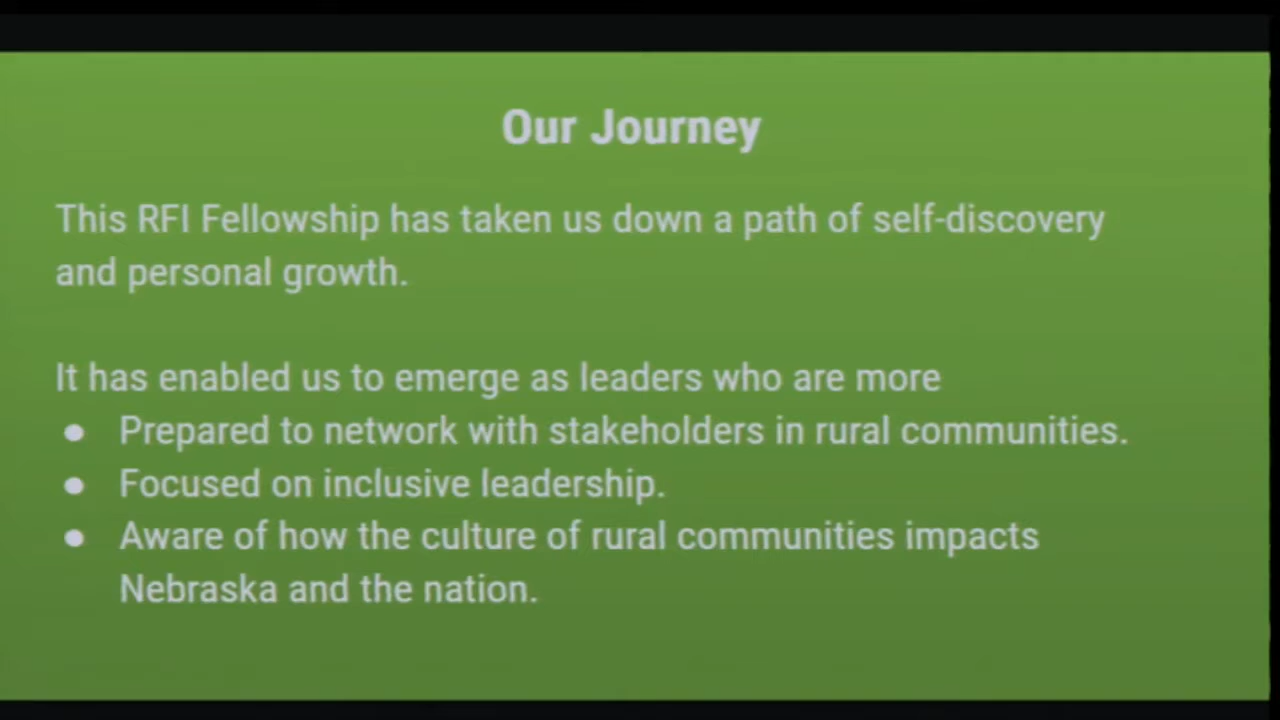 Our Journey
This RFI Fellowship has taken us down a path of self-discovery
and personal growth.
It has enabled us to emerge as leaders who are more
● Prepared to network with stakeholders in rural communities.
● Focused on inclusive leadership.
● Aware of how the culture of rural communities impacts
Nebraska and the nation.